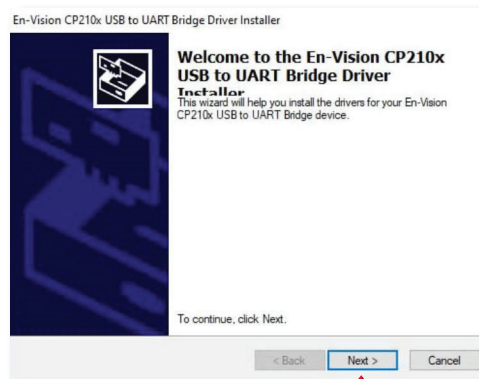 En-Vision CP210x USB to UART Bridge Driver Installer
Welcome to the En-Vision CP210x
USB to UART Bridge Driver
Installer
This wizard will help you install the drivers for your En-Vision
CP210x USB to UART Bridge device.
To continue, click Next.
< Back Next > Cancel